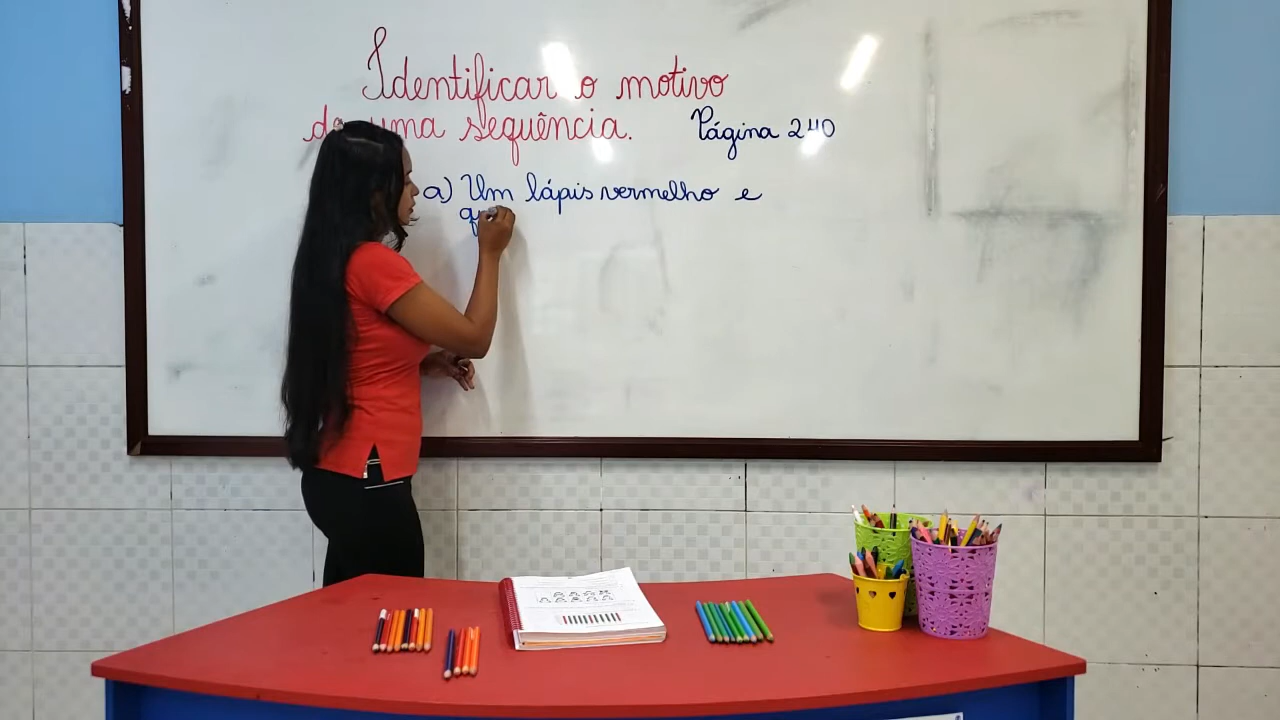 Identificar o motivo
de uma sequência. Página 240
a) Um lápis vermelho e